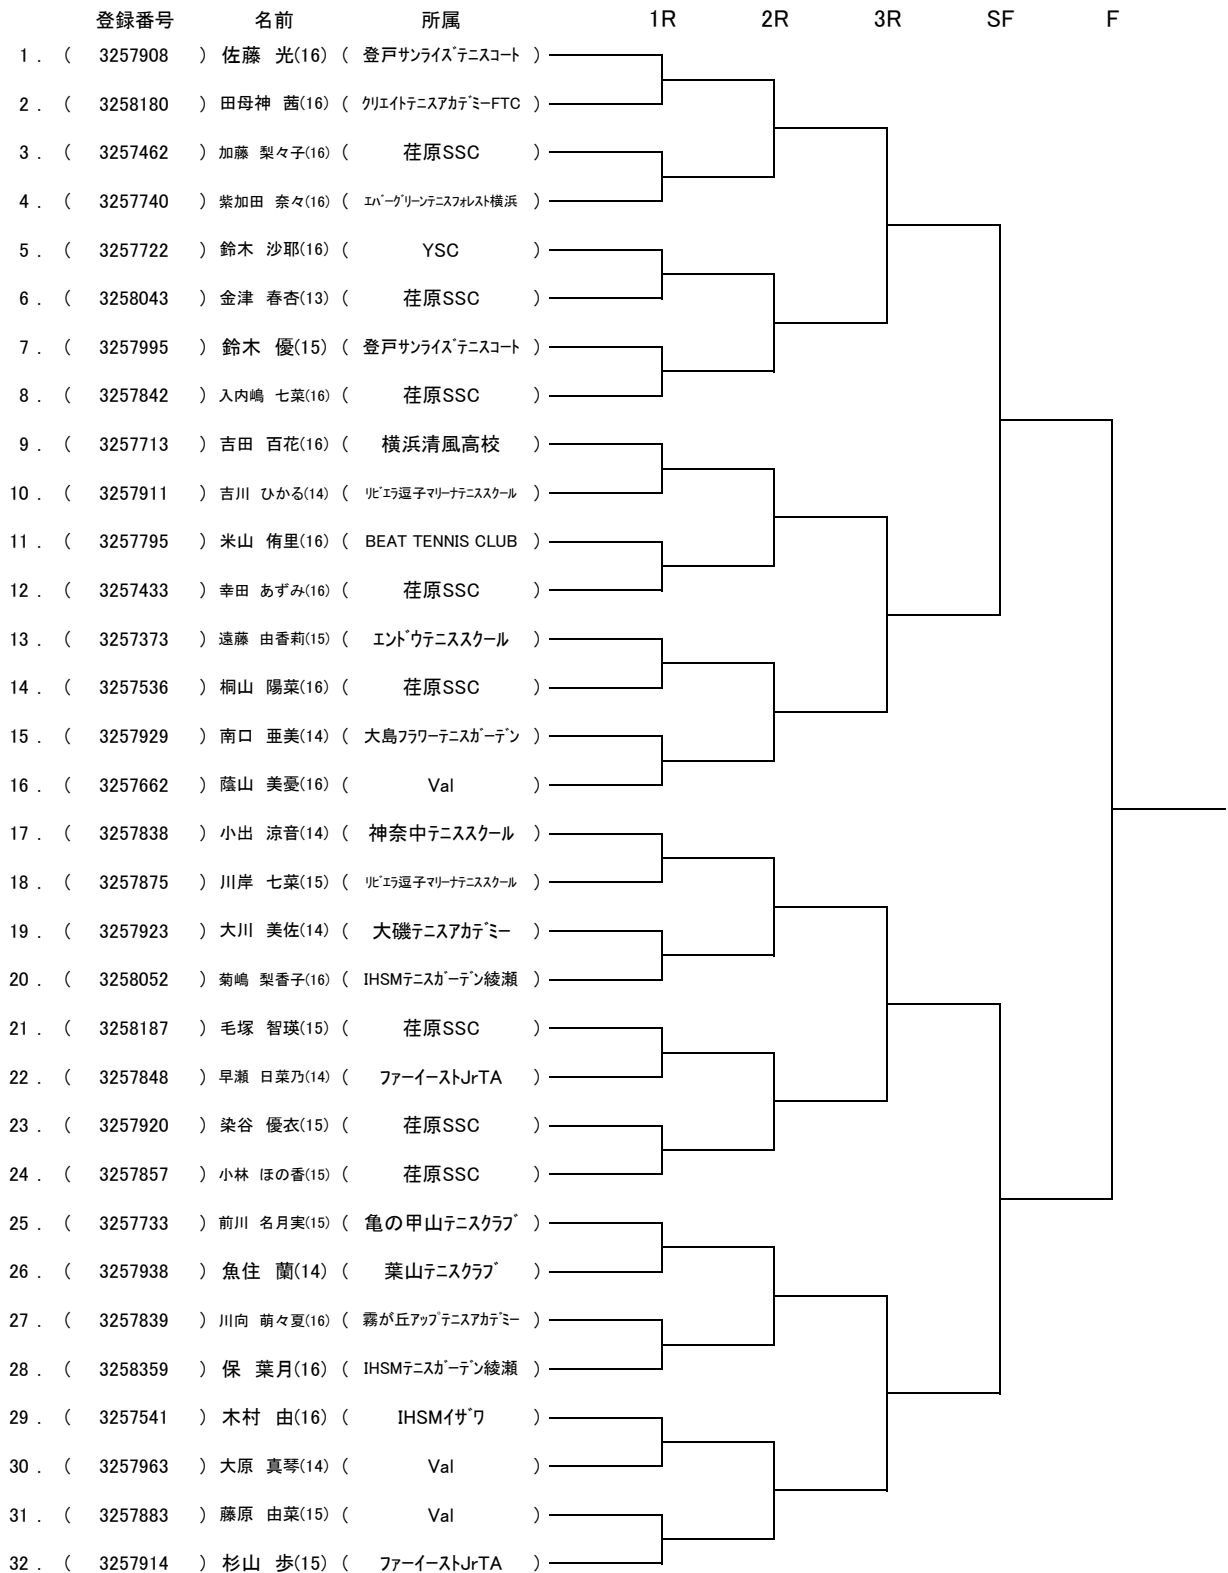 登録番号 名前 所属 1R 2R 3R SF F
1 . ( 3257908 ) 佐藤 光(16) ( 登戸サンライズテニスコート )
2 . ( 3258180 ) 田母神 茜(16) ( クリエイトテニスアカデミーFTC )
3 . ( 3257462 ) 加藤 梨々子(16) ( 荏原SSC )
4 . ( 3257740 ) 紫加田 奈々(16) ( エバーグリーンテニスフォレスト横浜 )
5 . ( 3257722 ) 鈴木 沙耶(16) ( YSC )
6 . ( 3258043 ) 金津 春杏(13) ( 荏原SSC )
7 . ( 3257995 ) 鈴木 優(15) ( 登戸サンライズテニスコート )
8 . ( 3257842 ) 入内嶋 七菜(16) ( 荏原SSC )
9 . ( 3257713 ) 吉田 百花(16) ( 横浜清風高校 )
10 . ( 3257911 ) 吉川 ひかる(14) ( リビエラ逗子マリーナテニススクール )
11 . ( 3257795 ) 米山 侑里(16) ( BEAT TENNIS CLUB )
12 . ( 3257433 ) 幸田 あずみ(16) ( 荏原SSC )
13 . ( 3257373 ) 遠藤 由香莉(15) ( エンドウテニススクール )
14 . ( 3257536 ) 桐山 陽菜(16) ( 荏原SSC )
15 . ( 3257929 ) 南口 亜美(14) ( 大島フラワーテニスガーデン )
16 . ( 3257662 ) 蔭山 美憂(16) ( Val )
17 . ( 3257838 ) 小出 涼音(14) ( 神奈中テニススクール )
18 . ( 3257875 ) 川岸 七菜(15) ( リビエラ逗子マリーナテニススクール )
19 . ( 3257923 ) 大川 美佐(14) ( 大磯テニスアカデミー )
20 . ( 3258052 ) 菊嶋 梨香子(16) ( IHSMテニスガーデン綾瀬 )
21 . ( 3258187 ) 毛塚 智瑛(15) ( 荏原SSC )
22 . ( 3257848 ) 早瀬 日菜乃(14) ( ファーイーストJrTA )
23 . ( 3257920 ) 染谷 優衣(15) ( 荏原SSC )
24 . ( 3257857 ) 小林 ほの香(15) ( 荏原SSC )
25 . ( 3257733 ) 前川 名月実(15) ( 亀の甲山テニスクラブ )
26 . ( 3257938 ) 魚住 蘭(14) ( 葉山テニスクラブ )
27 . ( 3257839 ) 川向 萌々夏(16) ( 霧が丘アップテニスアカデミー )
28 . ( 3258359 ) 保 葉月(16) ( IHSMテニスガーデン綾瀬 )
29 . ( 3257541 ) 木村 由(16) ( IHSMイザワ )
30 . ( 3257963 ) 大原 真琴(14) ( Val )
31 . ( 3257883 ) 藤原 由菜(15) ( Val )
32 . ( 3257914 ) 杉山 歩(15) ( ファーイーストJrTA )